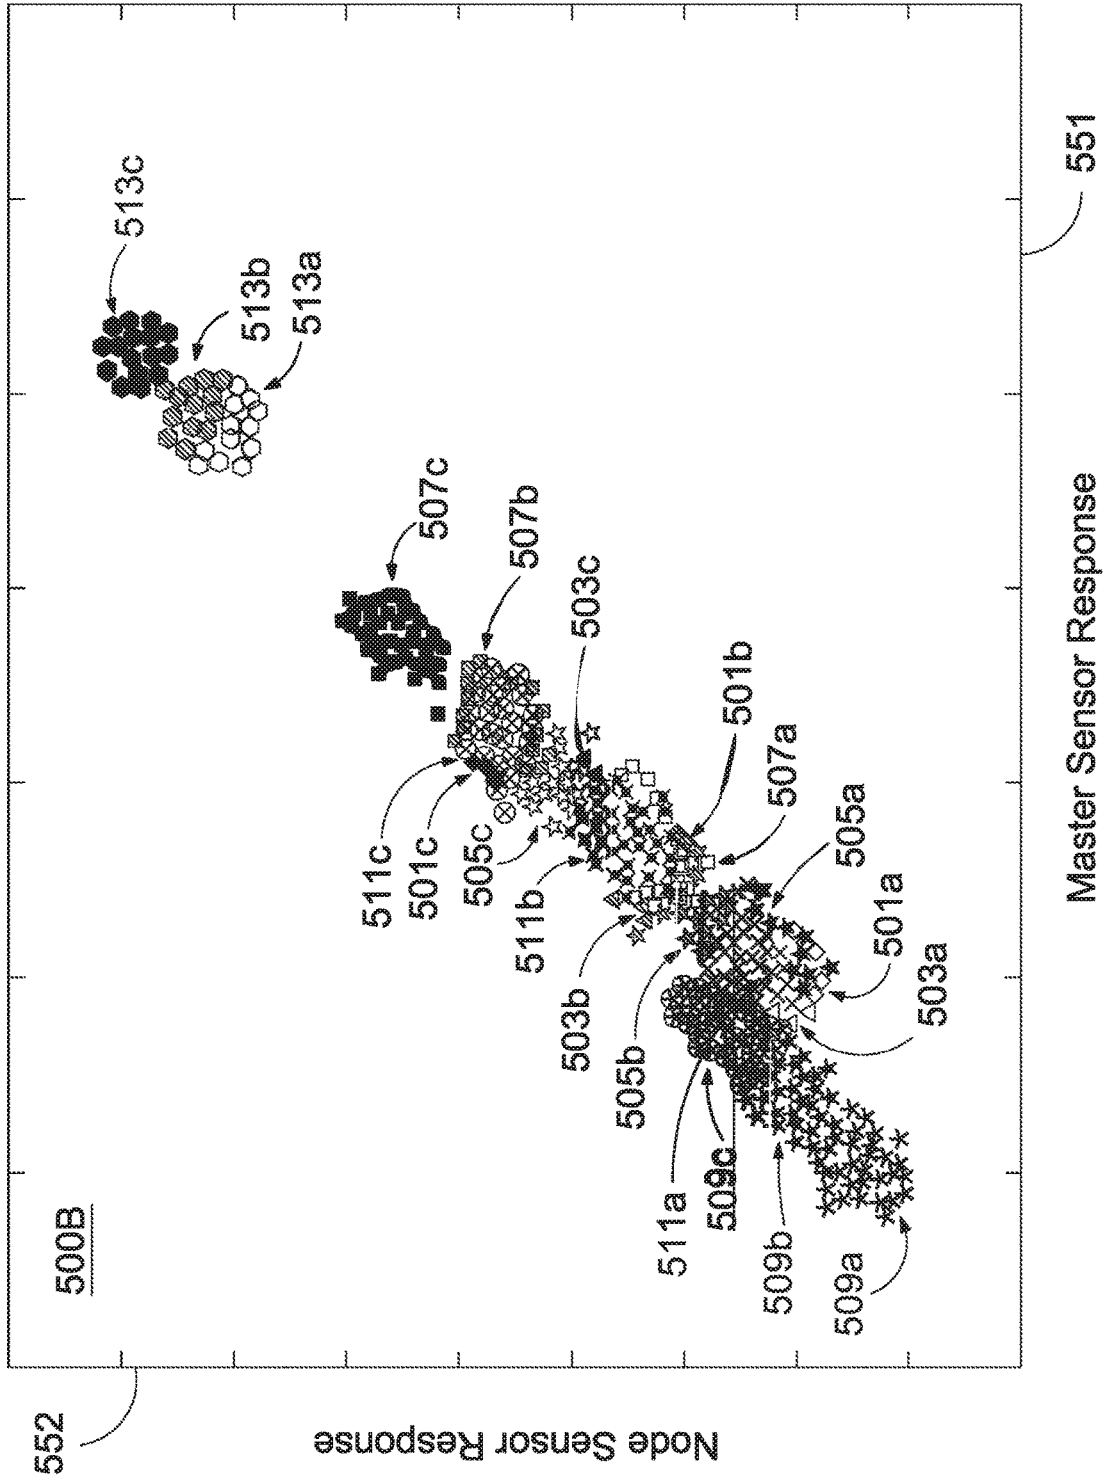 500B
552
Node Sensor Response
513c
513b
513a
507c
507b
503c
501b
507a
505a
501a
503a
511c
501c
505c
511b
503b
505b
511a
509c
509b
509a
551
Master Sensor Response